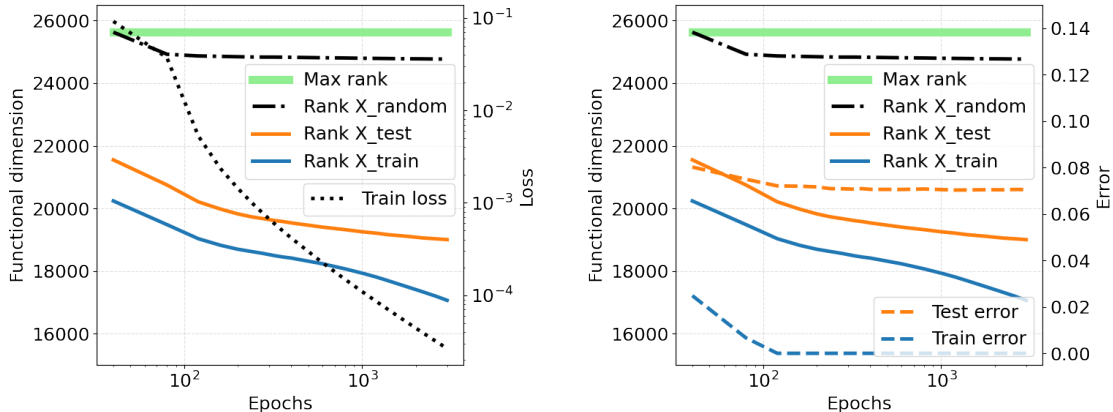 26000
24000
22000
20000
18000
16000
Functional dimension
10^2
10^3
Epochs
10^-1
10^-2
10^-3
10^-4
Loss
Max rank
Rank X_random
Rank X_test
Rank X_train
Train loss
26000
24000
22000
20000
18000
16000
Functional dimension
10^2
10^3
Epochs
0.14
0.12
0.10
0.08
0.06
0.04
0.02
0.00
Error
Max rank
Rank X_random
Rank X_test
Rank X_train
Test error
Train error